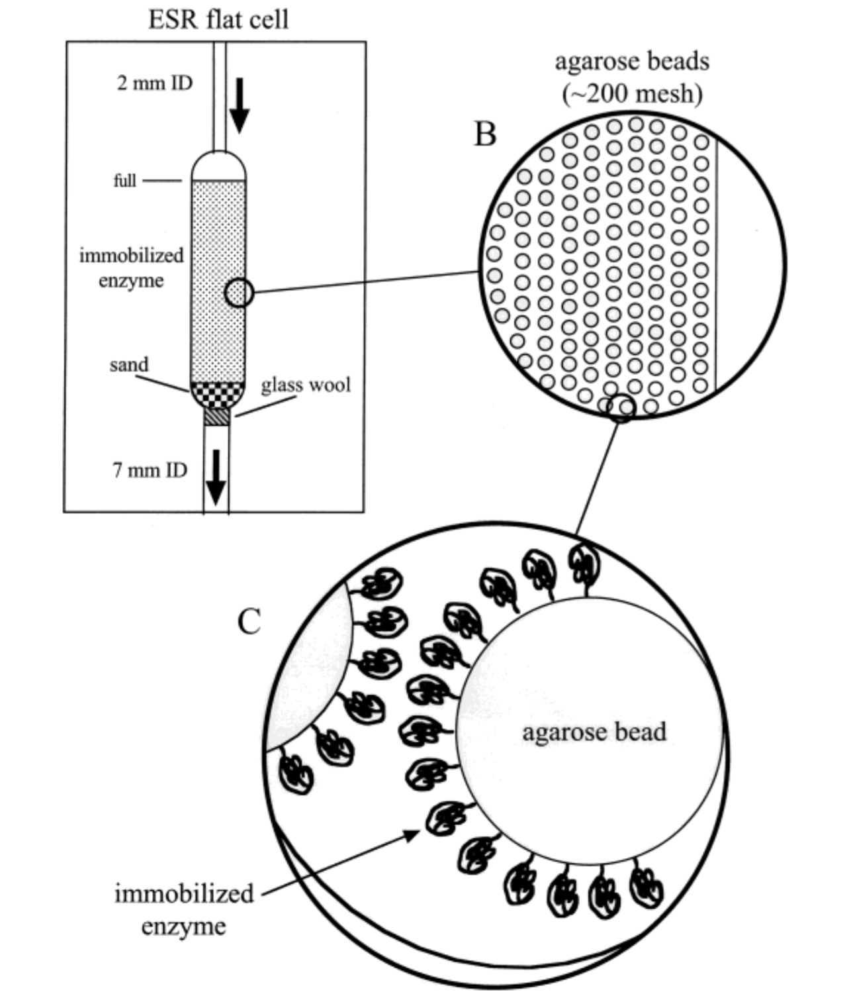 ESR flat cell
2 mm ID
full
immobilized
enzyme
sand
glass wool
7 mm ID
agarose beads
(~200 mesh)
B
C
agarose bead
immobilized
enzyme